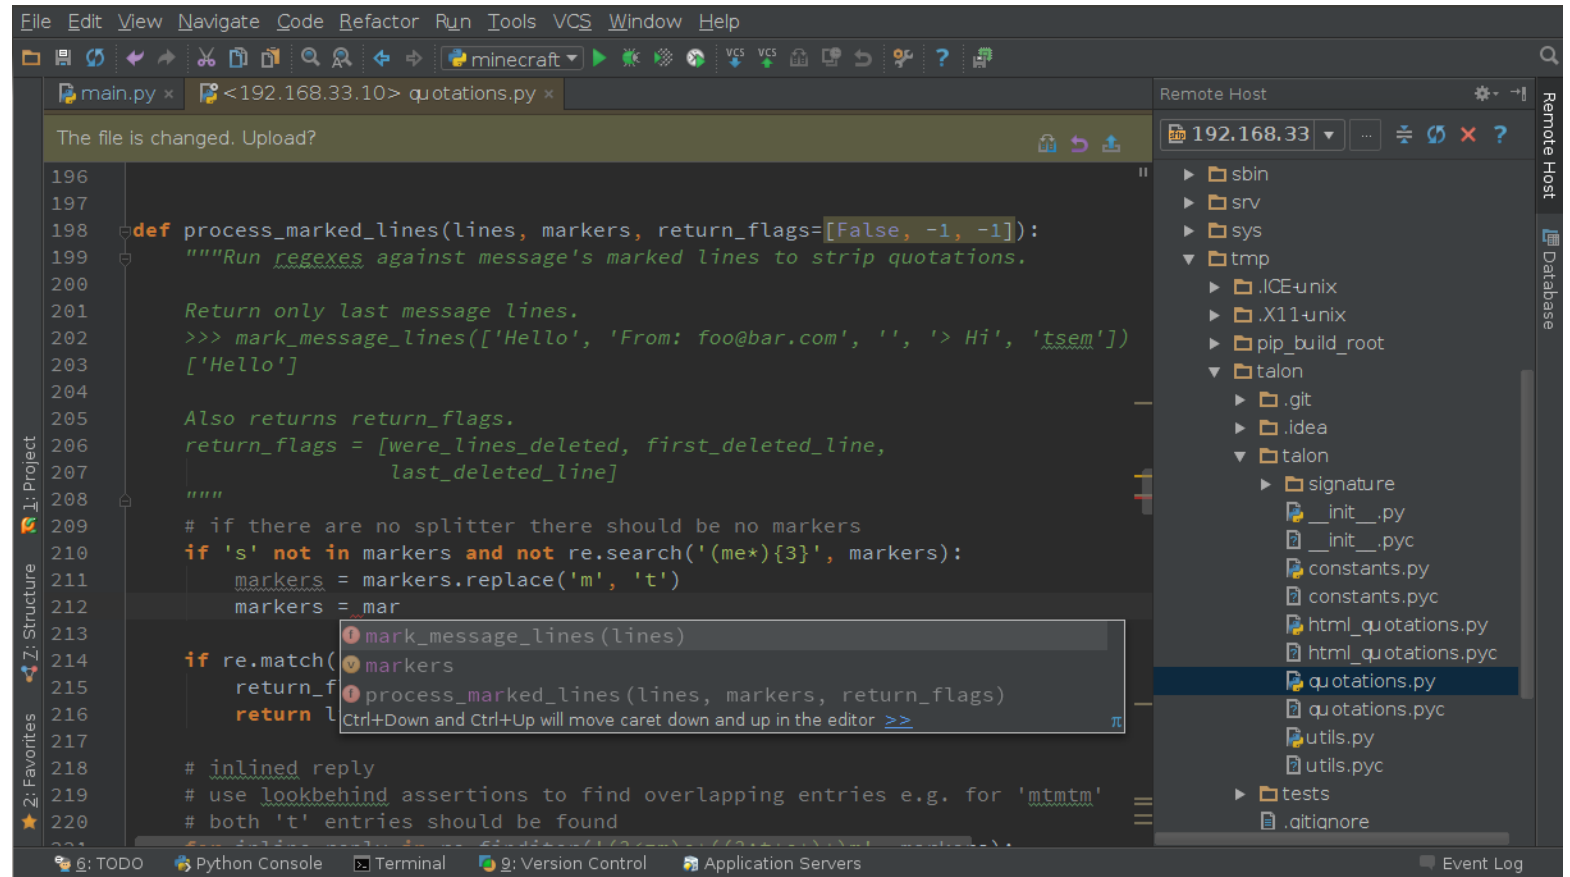 File Edit View Navigate Code Refactor Run Tools VCS Window Help
minecraft
VCS VCS
main.py
<192.168.33.10> quotations.py
The file is changed. Upload?
196
197
198 def process_marked_lines(lines, markers, return_flags=[False, -1, -1]):
199 """Run regexes against message's marked lines to strip quotations.
200
201 Return only last message lines.
202 >>> mark_message_lines(['Hello', 'From: foo@bar.com', '', '> Hi', 'tsem'])
203 ['Hello']
204
205 Also returns return_flags.
206 return_flags = [were_lines_deleted, first_deleted_line,
207 last_deleted_line]
208 """
209 # if there are no splitter there should be no markers
210 if 's' not in markers and not re.search('(me*){3}', markers):
211 markers = markers.replace('m', 't')
212 markers = mar
213
214 if re.match(
215 return_f
216 return l
217
218 # inlined reply
219 # use lookbehind assertions to find overlapping entries e.g. for 'mtmtm'
220 # both 't' entries should be found
mark_message_lines(lines)
markers
process_marked_lines(lines, markers, return_flags)
Ctrl+Down and Ctrl+Up will move caret down and up in the editor >>
π
Remote Host
192.168.33
...
sbin
srv
sys
tmp
.ICE-unix
.X11-unix
pip_build_root
talon
.git
.idea
talon
signature
__init__.py
__init__.pyc
constants.py
constants.pyc
html_quotations.py
html_quotations.pyc
quotations.py
quotations.pyc
utils.py
utils.pyc
tests
.gitignore
Remote Host
Database
1: Project
7: Structure
2: Favorites
6: TODO
Python Console
Terminal
9: Version Control
Application Servers
Event Log